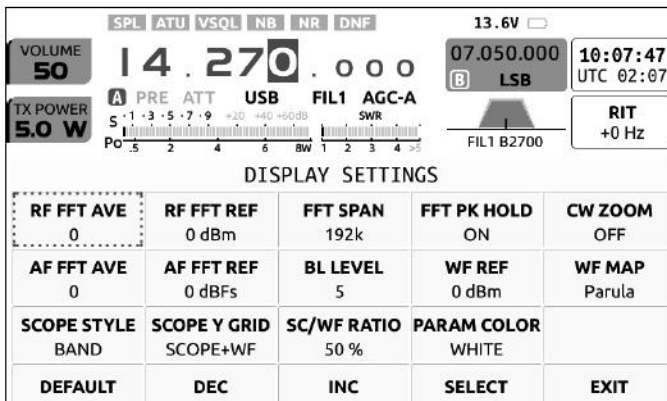 SPL ATU VSQL NB NR DNF 13.6V
VOLUME
50
14.270.000
07.050.000
B LSB
10:07:47
UTC 02:07
A PRE ATT USB FIL1 AGC-A
TX POWER
5.0 W
S ·1 ·3 ·5 ·7 ·9 +20 +40 +60dB SWR
Po .5 2 4 6 8W 1 2 3 4 >5
FIL1 B2700
RIT
+0 Hz
DISPLAY SETTINGS
RF FFT AVE RF FFT REF FFT SPAN FFT PK HOLD CW ZOOM
0 0 dBm 192k ON OFF
AF FFT AVE AF FFT REF BL LEVEL WF REF WF MAP
0 0 dBFs 5 0 dBm Parula
SCOPE STYLE SCOPE Y GRID SC/WF RATIO PARAM COLOR
BAND SCOPE+WF 50 % WHITE
DEFAULT DEC INC SELECT EXIT